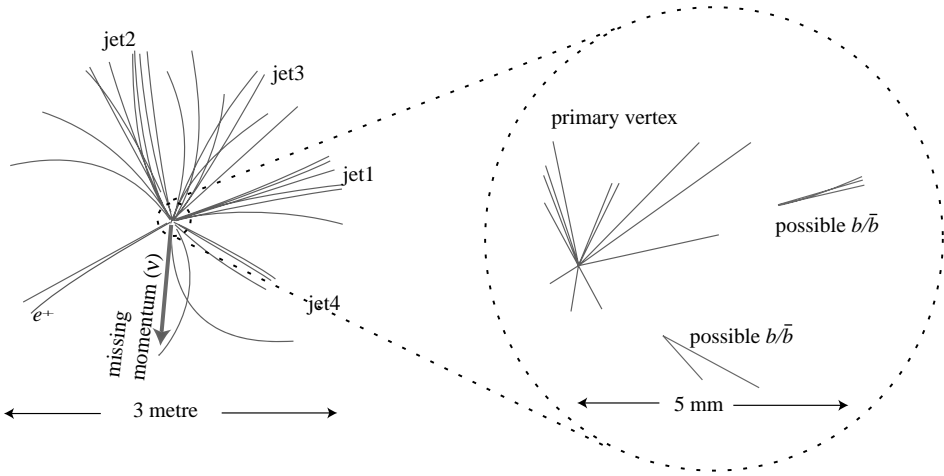 jet2
jet3
jet1
jet4
e⁺
missing
momentum (ν)
3 metre
primary vertex
possible b/b̄
possible b/b̄
5 mm